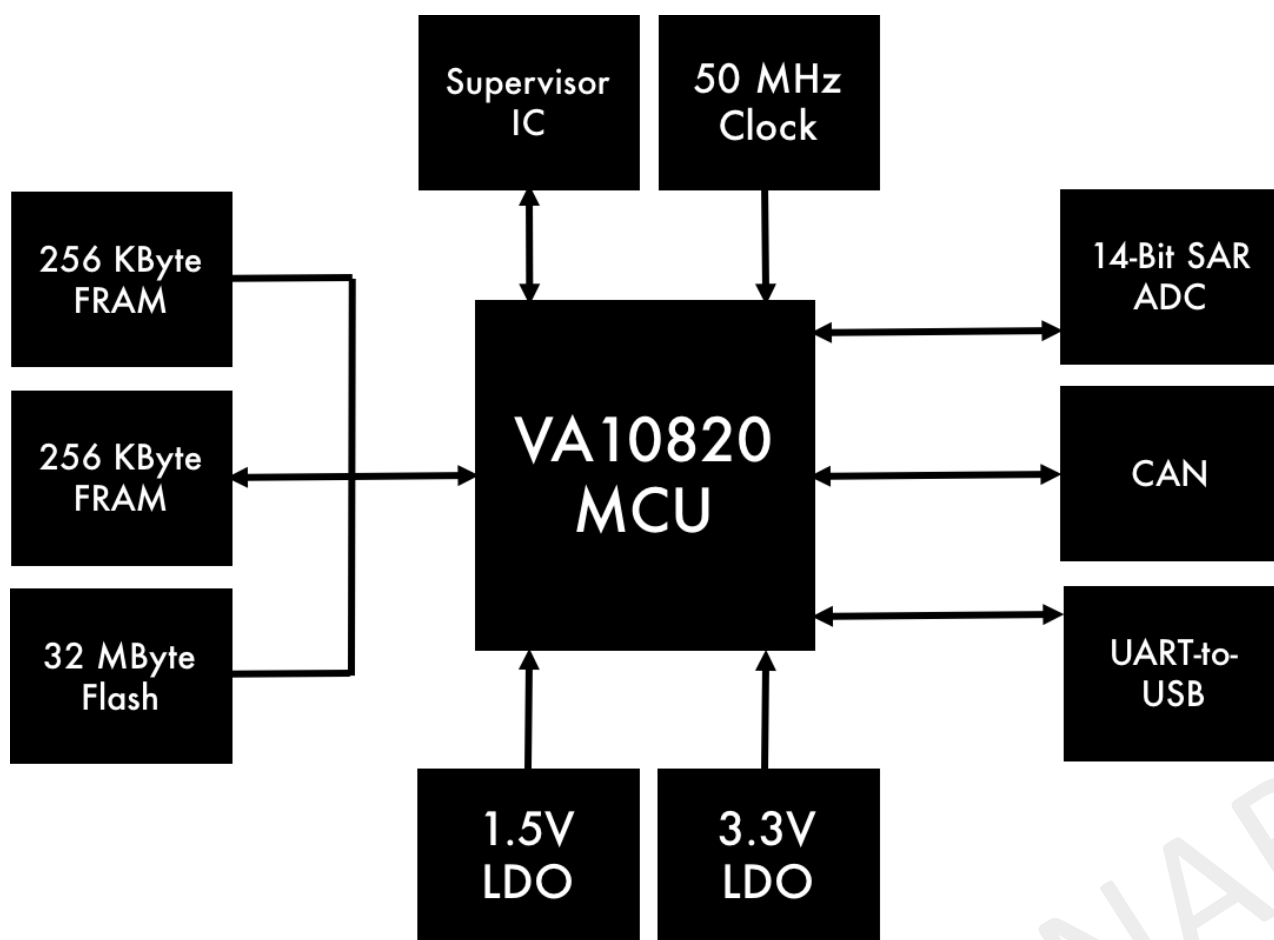 Supervisor
IC
50 MHz
Clock
256 KByte
FRAM
14-Bit SAR
ADC
256 KByte
FRAM
VA10820
MCU
CAN
32 MByte
Flash
UART-to-
USB
1.5V
LDO
3.3V
LDO